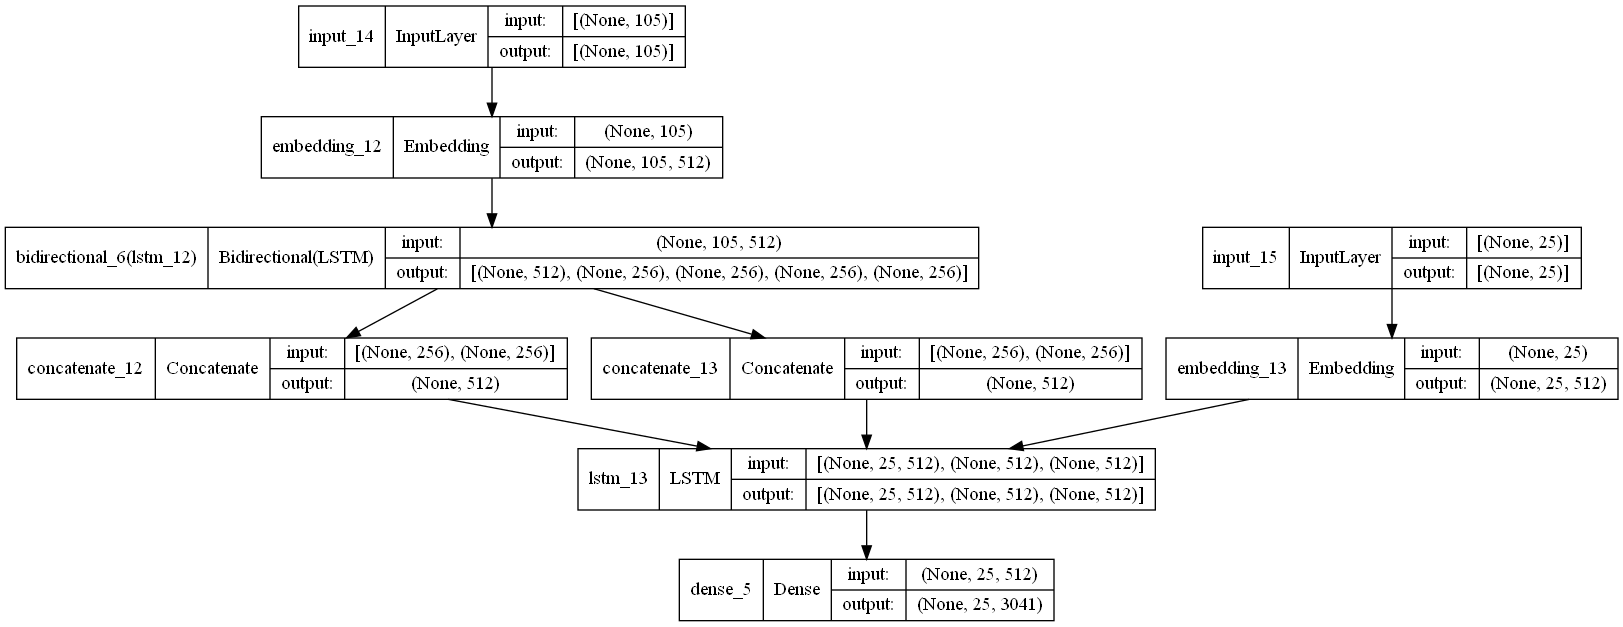 input_14 InputLayer input: [(None, 105)]
output: [(None, 105)]
embedding_12 Embedding input: (None, 105)
output: (None, 105, 512)
bidirectional_6(lstm_12) Bidirectional(LSTM) input: (None, 105, 512)
output: [(None, 512), (None, 256), (None, 256), (None, 256), (None, 256)]
input_15 InputLayer input: [(None, 25)]
output: [(None, 25)]
concatenate_12 Concatenate input: [(None, 256), (None, 256)]
output: (None, 512)
concatenate_13 Concatenate input: [(None, 256), (None, 256)]
output: (None, 512)
embedding_13 Embedding input: (None, 25)
output: (None, 25, 512)
lstm_13 LSTM input: [(None, 25, 512), (None, 512), (None, 512)]
output: [(None, 25, 512), (None, 512), (None, 512)]
dense_5 Dense input: (None, 25, 512)
output: (None, 25, 3041)